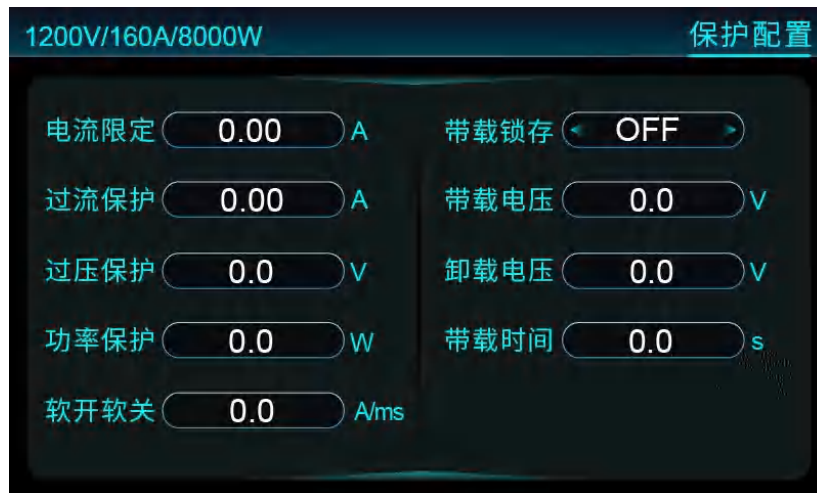 1200V/160A/8000W 保护配置
电流限定 0.00 A 带载锁存 < OFF >
过流保护 0.00 A 带载电压 0.0 V
过压保护 0.0 V 卸载电压 0.0 V
功率保护 0.0 W 带载时间 0.0 s
软开软关 0.0 A/ms